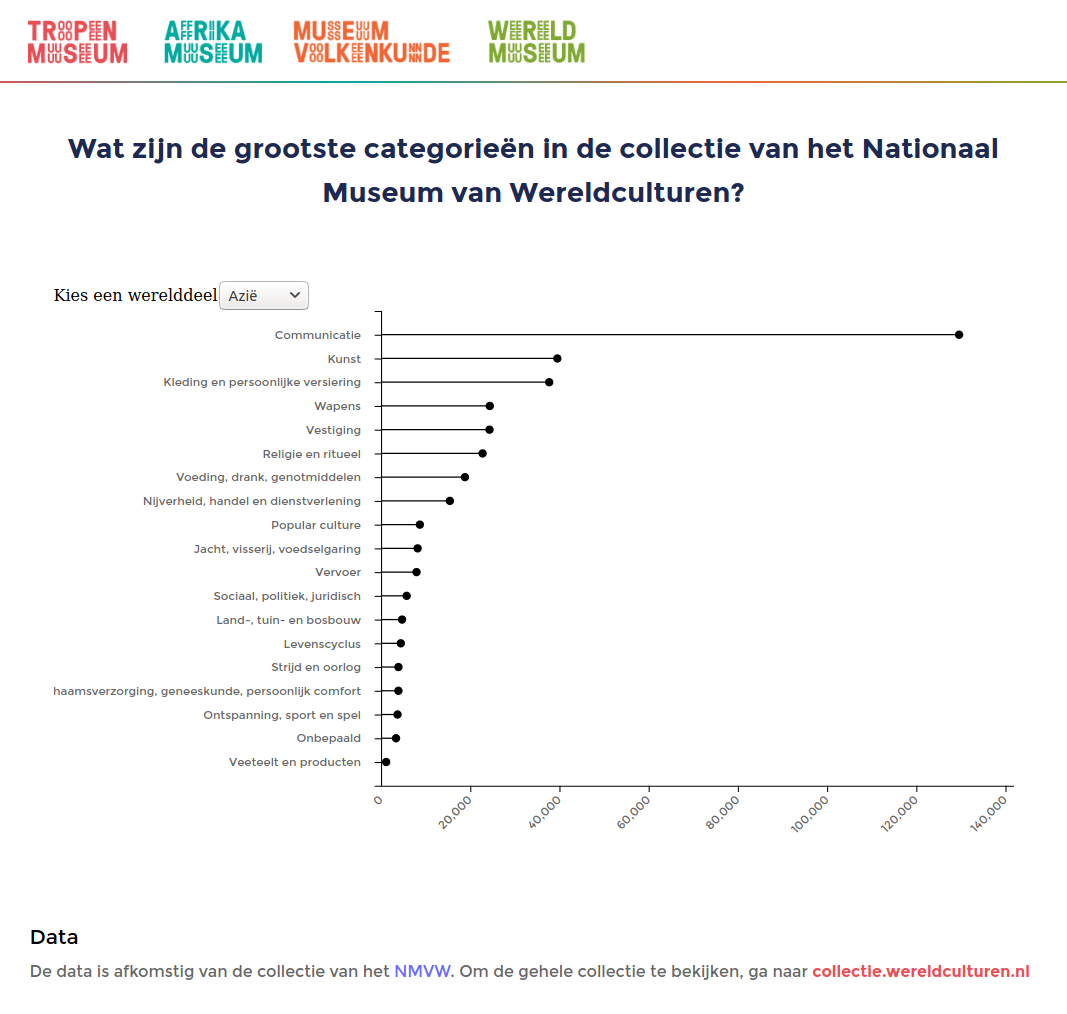 TROPEN MUSEUM AFRIKA MUSEUM MUSEUM VOLKENKUNDE WERELD MUSEUM
Wat zijn de grootste categorieën in de collectie van het Nationaal
Museum van Wereldculturen?
Kies een werelddeel Azië
Communicatie
Kunst
Kleding en persoonlijke versiering
Wapens
Vestiging
Religie en ritueel
Voeding, drank, genotmiddelen
Nijverheid, handel en dienstverlening
Popular culture
Jacht, visserij, voedselgaring
Vervoer
Sociaal, politiek, juridisch
Land-, tuin- en bosbouw
Levenscyclus
Strijd en oorlog
haamsverzorging, geneeskunde, persoonlijk comfort
Ontspanning, sport en spel
Onbepaald
Veeteelt en producten
0 20,000 40,000 60,000 80,000 100,000 120,000 140,000
Data
De data is afkomstig van de collectie van het NMVW. Om de gehele collectie te bekijken, ga naar collectie.wereldculturen.nl